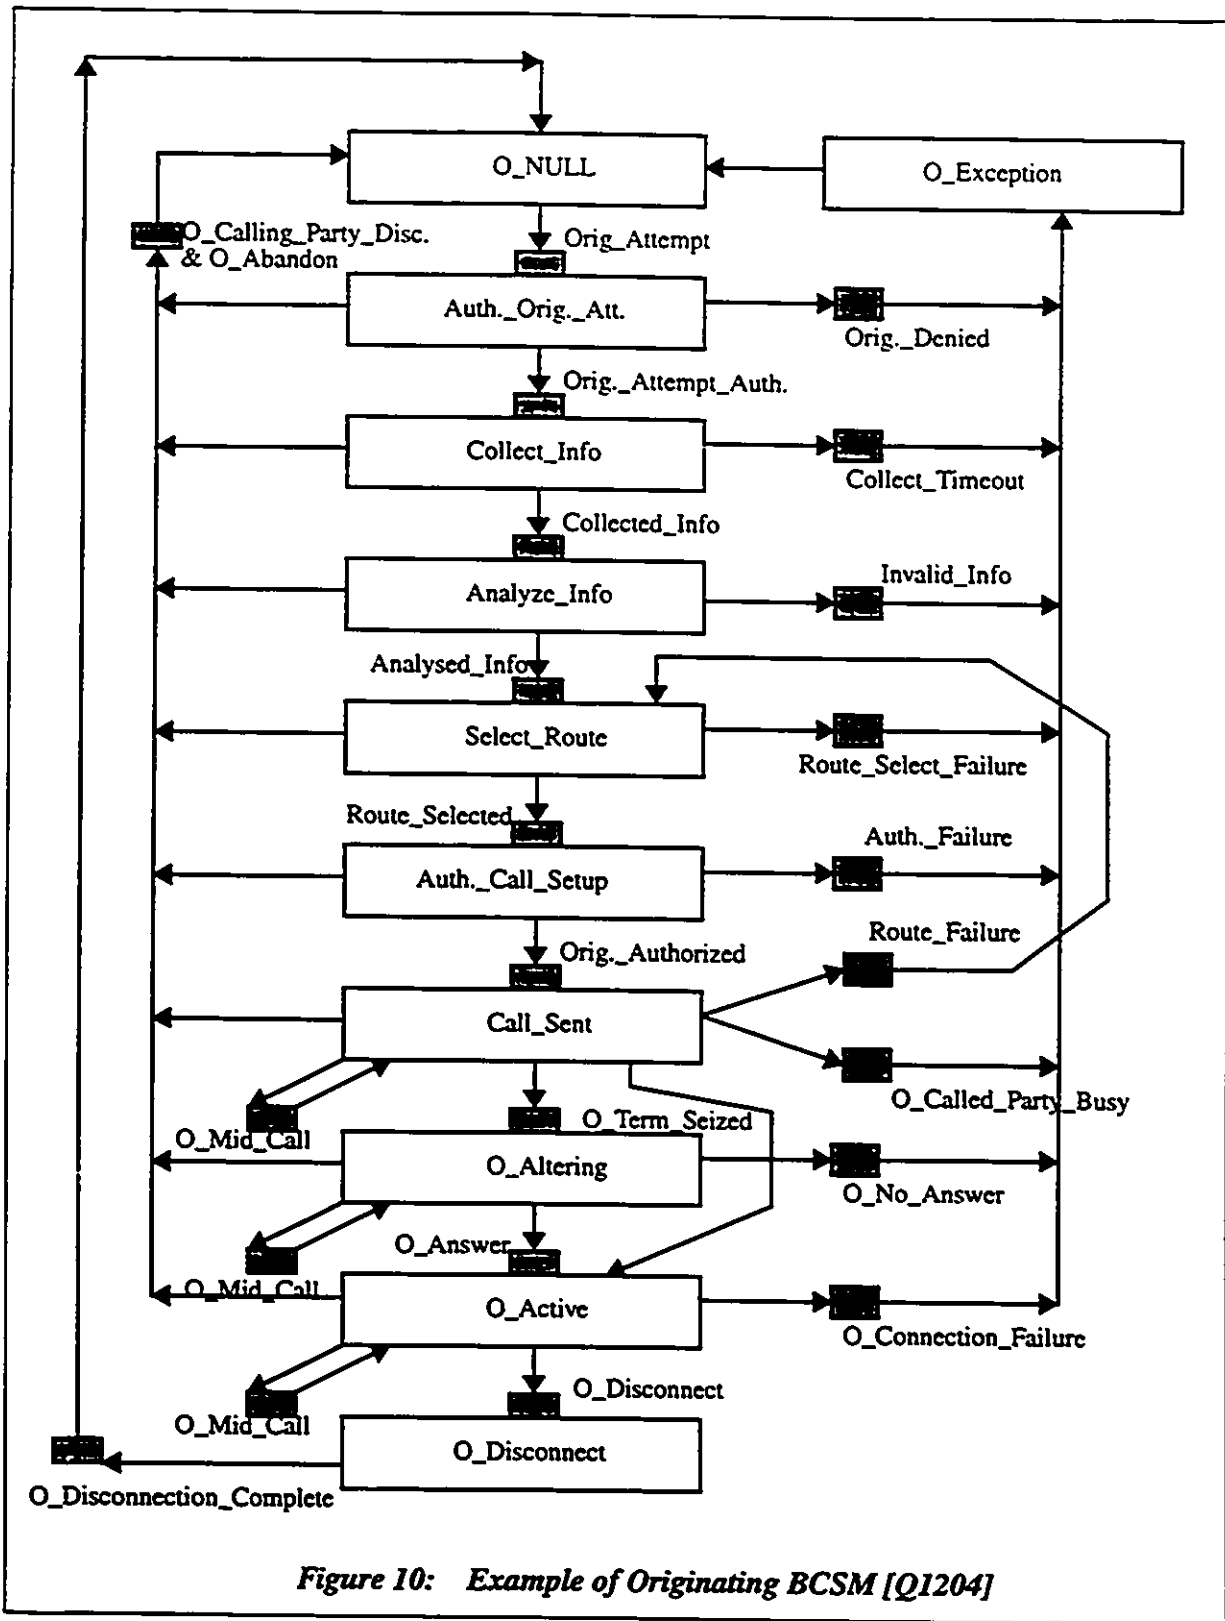 O_NULL
O_Exception
O_Calling_Party_Disc.
& O_Abandon
Orig_Attempt
Auth._Orig._Att.
Orig._Denied
Orig._Attempt_Auth.
Collect_Info
Collect_Timeout
Collected_Info
Analyze_Info
Invalid_Info
Analysed_Info
Select_Route
Route_Select_Failure
Route_Selected
Auth._Call_Setup
Auth._Failure
Orig._Authorized
Route_Failure
Call_Sent
O_Called_Party_Busy
O_Mid_Call
O_Term_Seized
O_Altering
O_No_Answer
O_Mid_Call
O_Answer
O_Active
O_Connection_Failure
O_Mid_Call
O_Disconnect
O_Disconnect
O_Disconnection_Complete
Figure 10: Example of Originating BCSM [Q1204]